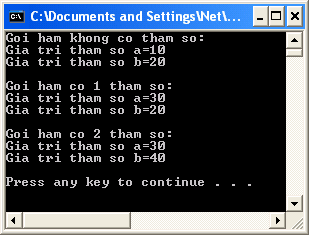 C:\Documents and Settings\Net\...
Goi ham khong co tham so:
Gia tri tham so a=10
Gia tri tham so b=20
Goi ham co 1 tham so:
Gia tri tham so a=30
Gia tri tham so b=20
Goi ham co 2 tham so:
Gia tri tham so a=30
Gia tri tham so b=40
Press any key to continue . . .